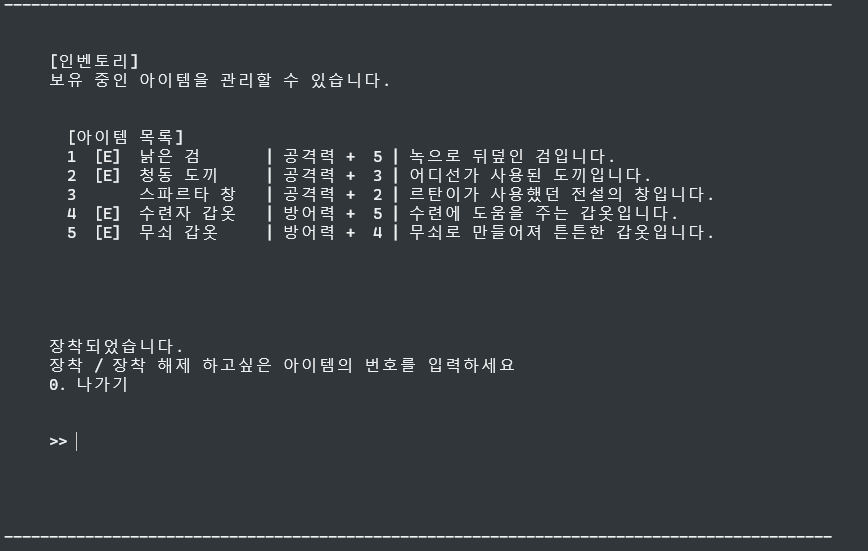 [인벤토리]
보유 중인 아이템을 관리할 수 있습니다.
[아이템 목록]
1 [E] 낡은 검 | 공격력 + 5 | 녹으로 뒤덮인 검입니다.
2 [E] 청동 도끼 | 공격력 + 3 | 어디선가 사용된 도끼입니다.
3 스파르타 창 | 공격력 + 2 | 르탄이가 사용했던 전설의 창입니다.
4 [E] 수련자 갑옷 | 방어력 + 5 | 수련에 도움을 주는 갑옷입니다.
5 [E] 무쇠 갑옷 | 방어력 + 4 | 무쇠로 만들어져 튼튼한 갑옷입니다.
장착되었습니다.
장착 / 장착 해제 하고싶은 아이템의 번호를 입력하세요
0. 나가기
>>